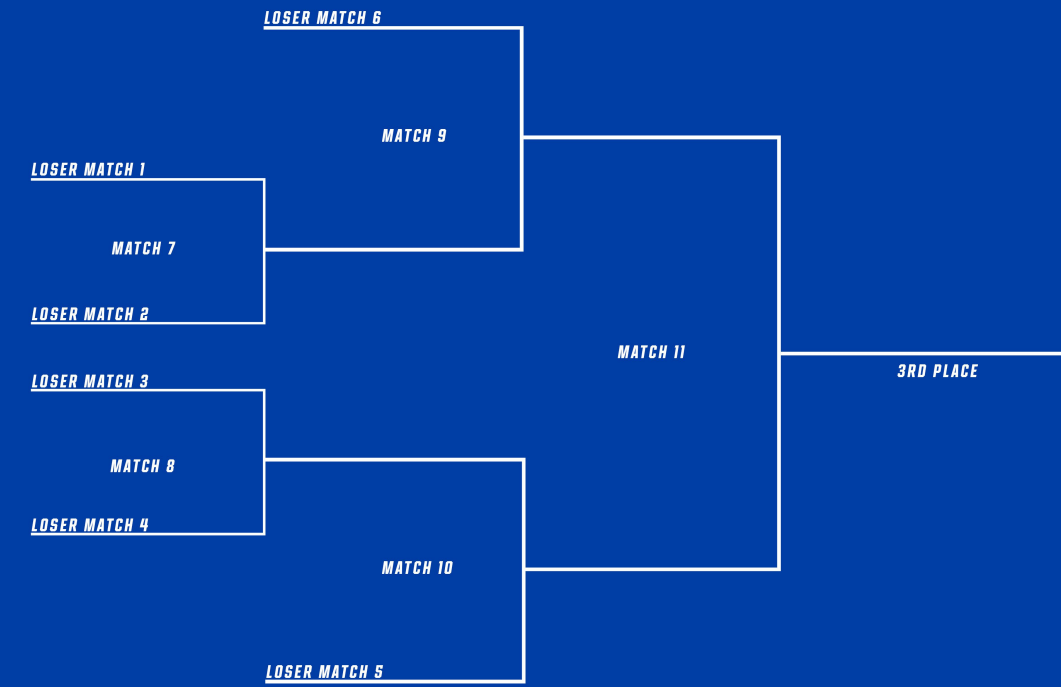 LOSER MATCH 6
MATCH 9
LOSER MATCH 1
MATCH 7
LOSER MATCH 2
MATCH 11
3RD PLACE
LOSER MATCH 3
MATCH 8
LOSER MATCH 4
MATCH 10
LOSER MATCH 5